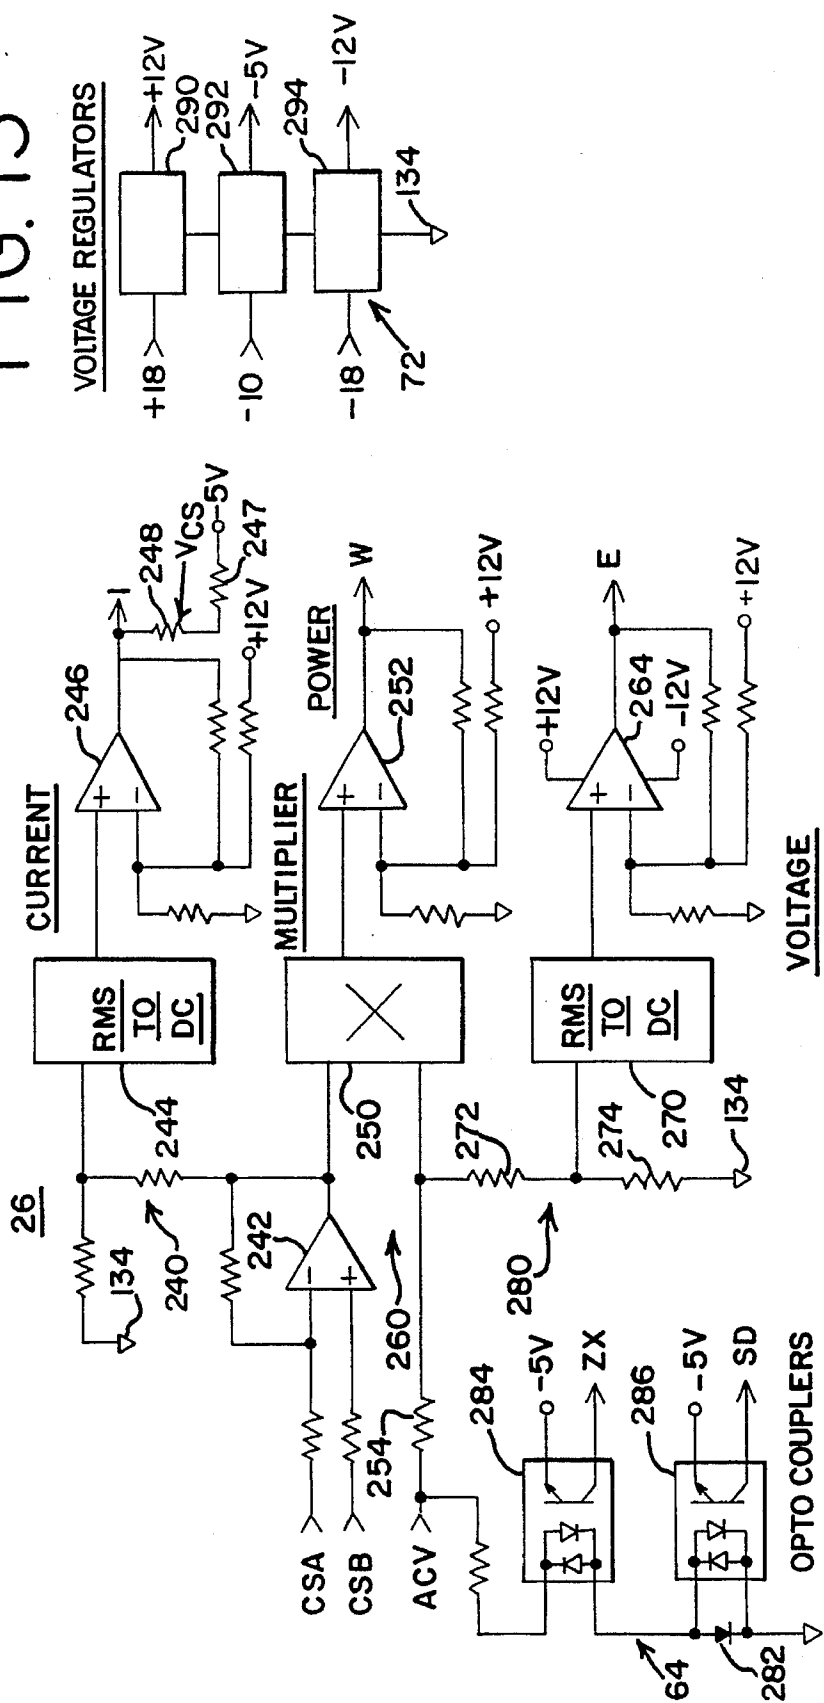 FIG. 15
VOLTAGE REGULATORS
+18
+12V
290
-10
-5V
292
-18
-12V
294
72
134
26
CURRENT
RMS
TO
DC
244
246
+
-
I
248
VCS
-5V
247
+12V
134
240
242
-
+
MULTIPLIER
250
POWER
+
-
252
W
+12V
CSA
CSB
ACV
254
260
272
280
274
134
RMS
TO
DC
270
+
-
+12V
264
-12V
E
+12V
VOLTAGE
284
-5V
ZX
286
-5V
SD
64
282
OPTO COUPLERS